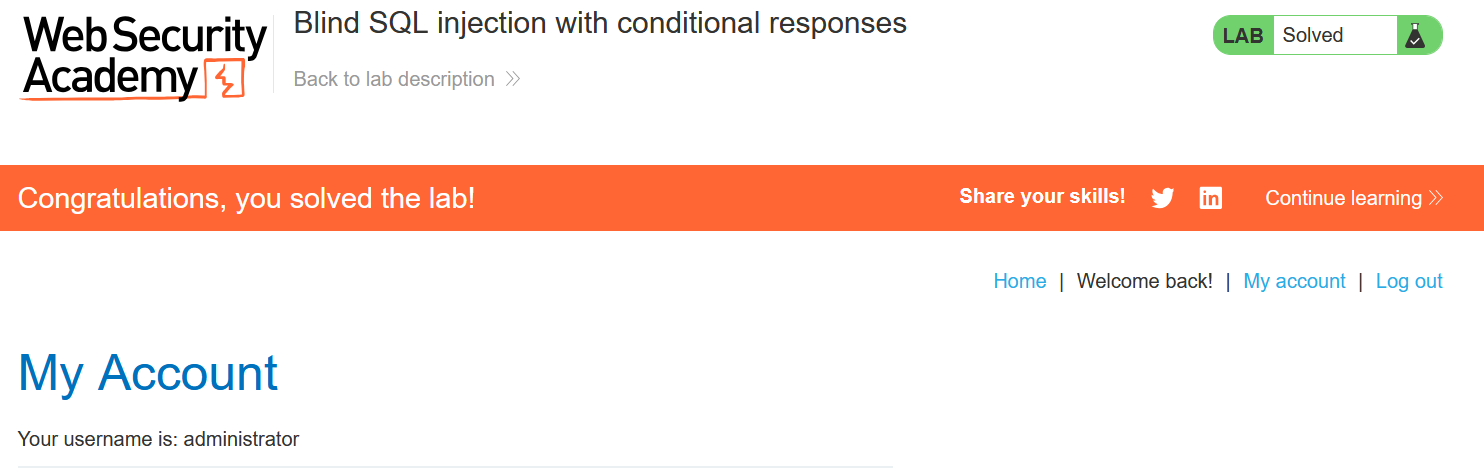 Web Security
Academy
Blind SQL injection with conditional responses
Back to lab description
LAB Solved
Congratulations, you solved the lab!
Share your skills!
in
Continue learning
Home | Welcome back! | My account | Log out
My Account
Your username is: administrator